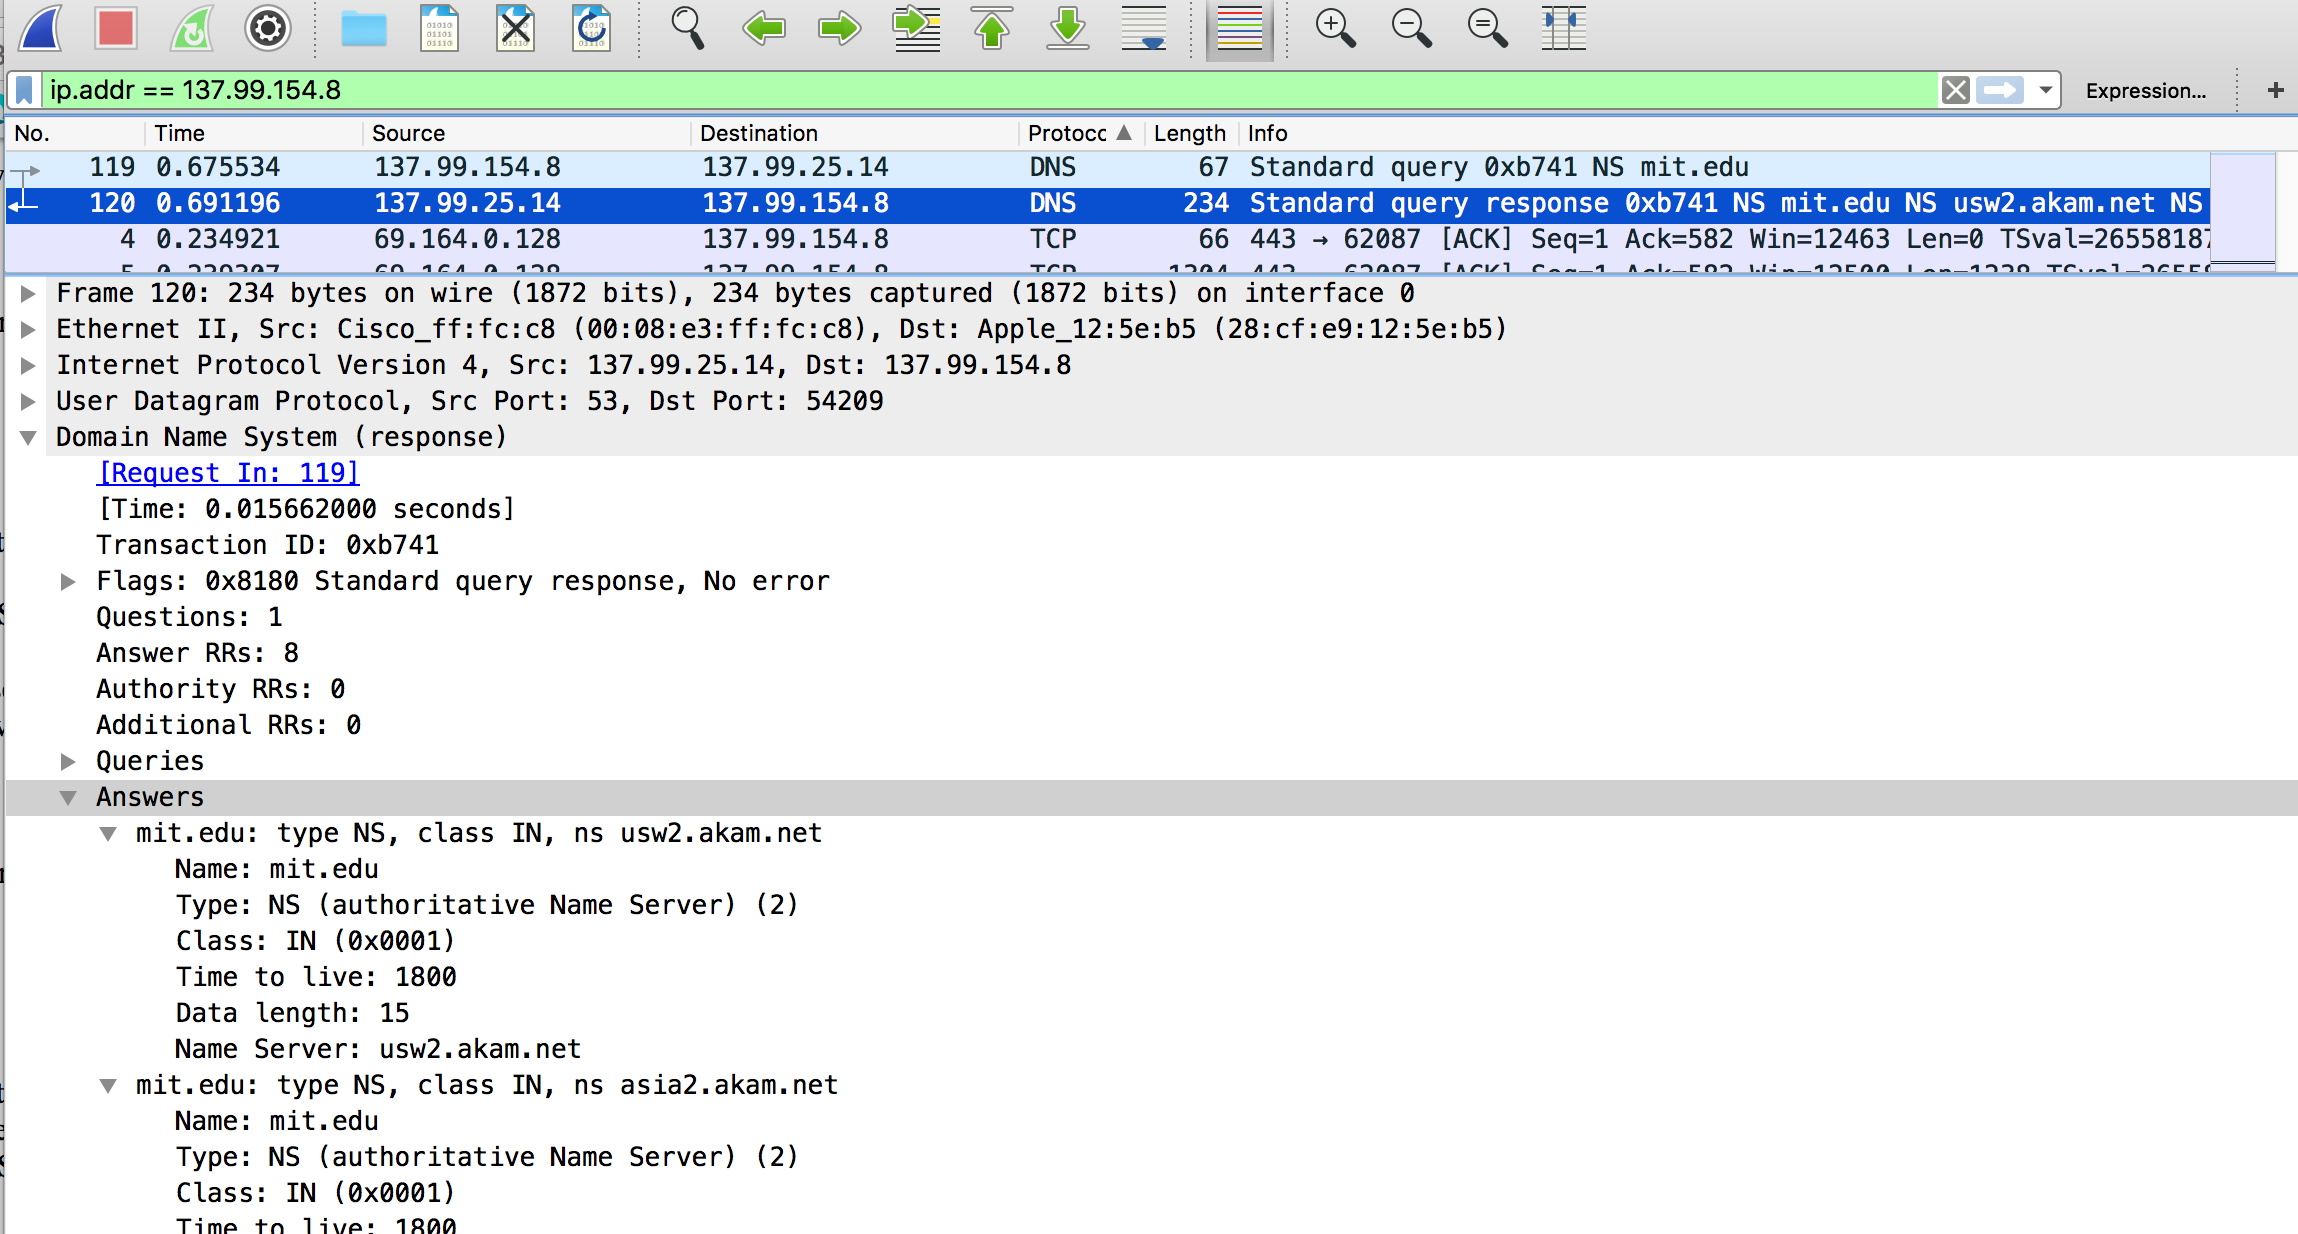 ip.addr == 137.99.154.8
Expression...
+
No. Time Source Destination Protoco Length Info
119 0.675534 137.99.154.8 137.99.25.14 DNS 67 Standard query 0xb741 NS mit.edu
120 0.691196 137.99.25.14 137.99.154.8 DNS 234 Standard query response 0xb741 NS mit.edu NS usw2.akam.net NS
4 0.234921 69.164.0.128 137.99.154.8 TCP 66 443 → 62087 [ACK] Seq=1 Ack=582 Win=12463 Len=0 TSval=26558187
Frame 120: 234 bytes on wire (1872 bits), 234 bytes captured (1872 bits) on interface 0
Ethernet II, Src: Cisco_ff:fc:c8 (00:08:e3:ff:fc:c8), Dst: Apple_12:5e:b5 (28:cf:e9:12:5e:b5)
Internet Protocol Version 4, Src: 137.99.25.14, Dst: 137.99.154.8
User Datagram Protocol, Src Port: 53, Dst Port: 54209
Domain Name System (response)
[Request In: 119]
[Time: 0.015662000 seconds]
Transaction ID: 0xb741
Flags: 0x8180 Standard query response, No error
Questions: 1
Answer RRs: 8
Authority RRs: 0
Additional RRs: 0
Queries
Answers
mit.edu: type NS, class IN, ns usw2.akam.net
Name: mit.edu
Type: NS (authoritative Name Server) (2)
Class: IN (0x0001)
Time to live: 1800
Data length: 15
Name Server: usw2.akam.net
mit.edu: type NS, class IN, ns asia2.akam.net
Name: mit.edu
Type: NS (authoritative Name Server) (2)
Class: IN (0x0001)
Time to live: 1800